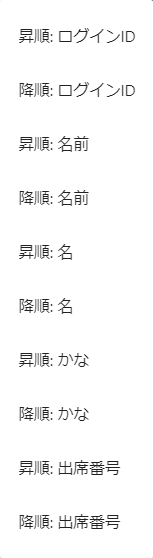 昇順: ログインID
降順: ログインID
昇順: 名前
降順: 名前
昇順: 名
降順: 名
昇順: かな
降順: かな
昇順: 出席番号
降順: 出席番号